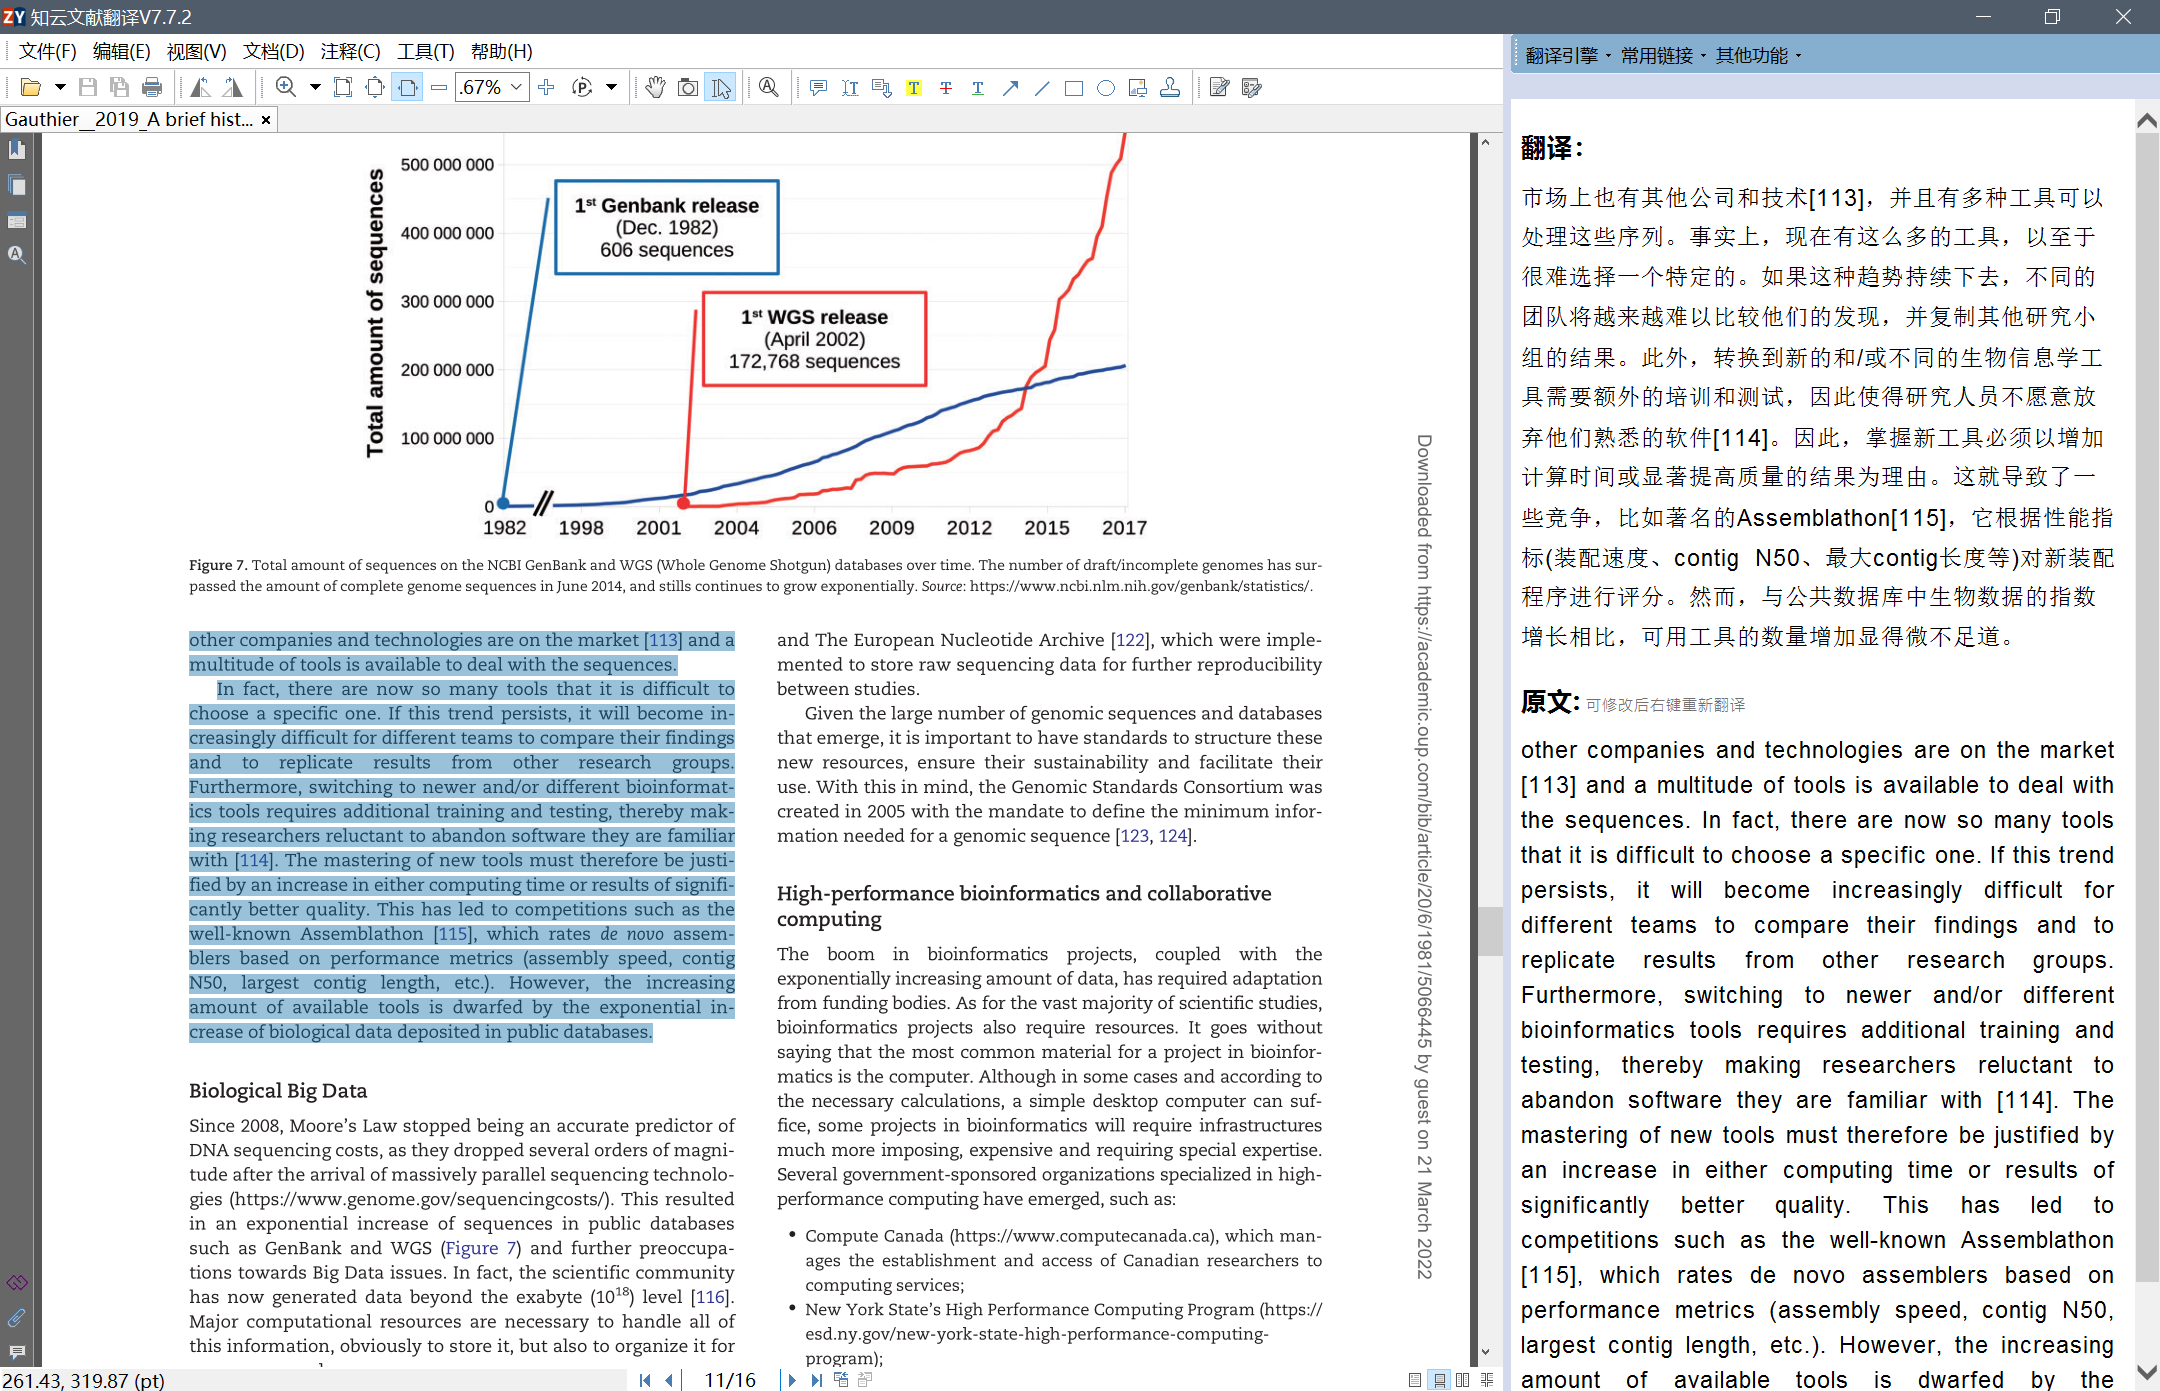 知云文献翻译V7.7.2
文件(F) 编辑(E) 视图(V) 文档(D) 注释(C) 工具(T) 帮助(H)
.67%
Gauthier__2019_A brief hist...
Total amount of sequences
500 000 000
400 000 000
300 000 000
200 000 000
100 000 000
0
1st Genbank release
(Dec. 1982)
606 sequences
1st WGS release
(April 2002)
172,768 sequences
1982 1998 2001 2004 2006 2009 2012 2015 2017
Figure 7. Total amount of sequences on the NCBI GenBank and WGS (Whole Genome Shotgun) databases over time. The number of draft/incomplete genomes has sur-
passed the amount of complete genome sequences in June 2014, and stills continues to grow exponentially. Source: https://www.ncbi.nlm.nih.gov/genbank/statistics/.
other companies and technologies are on the market [113] and a
multitude of tools is available to deal with the sequences.
In fact, there are now so many tools that it is difficult to
choose a specific one. If this trend persists, it will become in-
creasingly difficult for different teams to compare their findings
and to replicate results from other research groups.
Furthermore, switching to newer and/or different bioinformat-
ics tools requires additional training and testing, thereby mak-
ing researchers reluctant to abandon software they are familiar
with [114]. The mastering of new tools must therefore be justi-
fied by an increase in either computing time or results of signifi-
cantly better quality. This has led to competitions such as the
well-known Assemblathon [115], which rates de novo assem-
blers based on performance metrics (assembly speed, contig
N50, largest contig length, etc.). However, the increasing
amount of available tools is dwarfed by the exponential in-
crease of biological data deposited in public databases.
Biological Big Data
Since 2008, Moore's Law stopped being an accurate predictor of
DNA sequencing costs, as they dropped several orders of magni-
tude after the arrival of massively parallel sequencing technolo-
gies (https://www.genome.gov/sequencingcosts/). This resulted
in an exponential increase of sequences in public databases
such as GenBank and WGS (Figure 7) and further preoccupa-
tions towards Big Data issues. In fact, the scientific community
has now generated data beyond the exabyte (10^18) level [116].
Major computational resources are necessary to handle all of
this information, obviously to store it, but also to organize it for
and The European Nucleotide Archive [122], which were imple-
mented to store raw sequencing data for further reproducibility
between studies.
Given the large number of genomic sequences and databases
that emerge, it is important to have standards to structure these
new resources, ensure their sustainability and facilitate their
use. With this in mind, the Genomic Standards Consortium was
created in 2005 with the mandate to define the minimum infor-
mation needed for a genomic sequence [123, 124].
High-performance bioinformatics and collaborative
computing
The boom in bioinformatics projects, coupled with the
exponentially increasing amount of data, has required adaptation
from funding bodies. As for the vast majority of scientific studies,
bioinformatics projects also require resources. It goes without
saying that the most common material for a project in bioinfor-
matics is the computer. Although in some cases and according to
the necessary calculations, a simple desktop computer can suf-
fice, some projects in bioinformatics will require infrastructures
much more imposing, expensive and requiring special expertise.
Several government-sponsored organizations specialized in high-
performance computing have emerged, such as:
• Compute Canada (https://www.computecanada.ca), which man-
ages the establishment and access of Canadian researchers to
computing services;
• New York State's High Performance Computing Program (https://
esd.ny.gov/new-york-state-high-performance-computing-
program);
Downloaded from https://academic.oup.com/bib/article/20/6/1981/5066445 by guest on 21 March 2022
261.43, 319.87 (pt)
11/16
翻译引擎 常用链接 其他功能
翻译：
市场上也有其他公司和技术[113]，并且有多种工具可以
处理这些序列。事实上，现在有这么多的工具，以至于
很难选择一个特定的。如果这种趋势持续下去，不同的
团队将越来越难以比较他们的发现，并复制其他研究小
组的结果。此外，转换到新的和/或不同的生物信息学工
具需要额外的培训和测试，因此使得研究人员不愿意放
弃他们熟悉的软件[114]。因此，掌握新工具必须以增加
计算时间或显著提高质量的结果为理由。这就导致了一
些竞争，比如著名的Assemblathon[115]，它根据性能指
标(装配速度、contig N50、最大contig长度等)对新装配
程序进行评分。然而，与公共数据库中生物数据的指数
增长相比，可用工具的数量增加显得微不足道。
原文: 可修改后右键重新翻译
other companies and technologies are on the market
[113] and a multitude of tools is available to deal with
the sequences. In fact, there are now so many tools
that it is difficult to choose a specific one. If this trend
persists, it will become increasingly difficult for
different teams to compare their findings and to
replicate results from other research groups.
Furthermore, switching to newer and/or different
bioinformatics tools requires additional training and
testing, thereby making researchers reluctant to
abandon software they are familiar with [114]. The
mastering of new tools must therefore be justified by
an increase in either computing time or results of
significantly better quality. This has led to
competitions such as the well-known Assemblathon
[115], which rates de novo assemblers based on
performance metrics (assembly speed, contig N50,
largest contig length, etc.). However, the increasing
amount of available tools is dwarfed by the